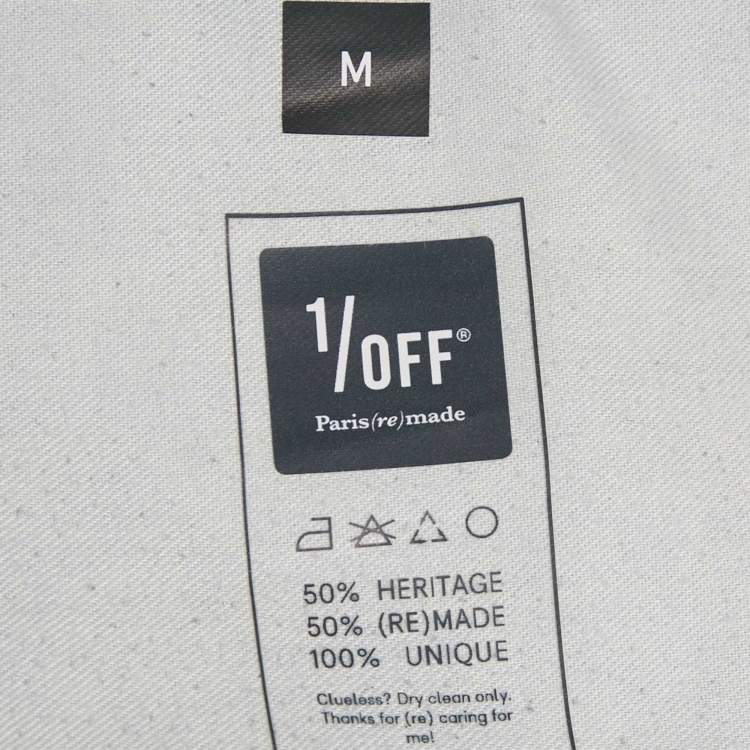 M
1/OFF®
Paris(re)made
50% HERITAGE
50% (RE)MADE
100% UNIQUE
Clueless? Dry clean only.
Thanks for (re) caring for
me!